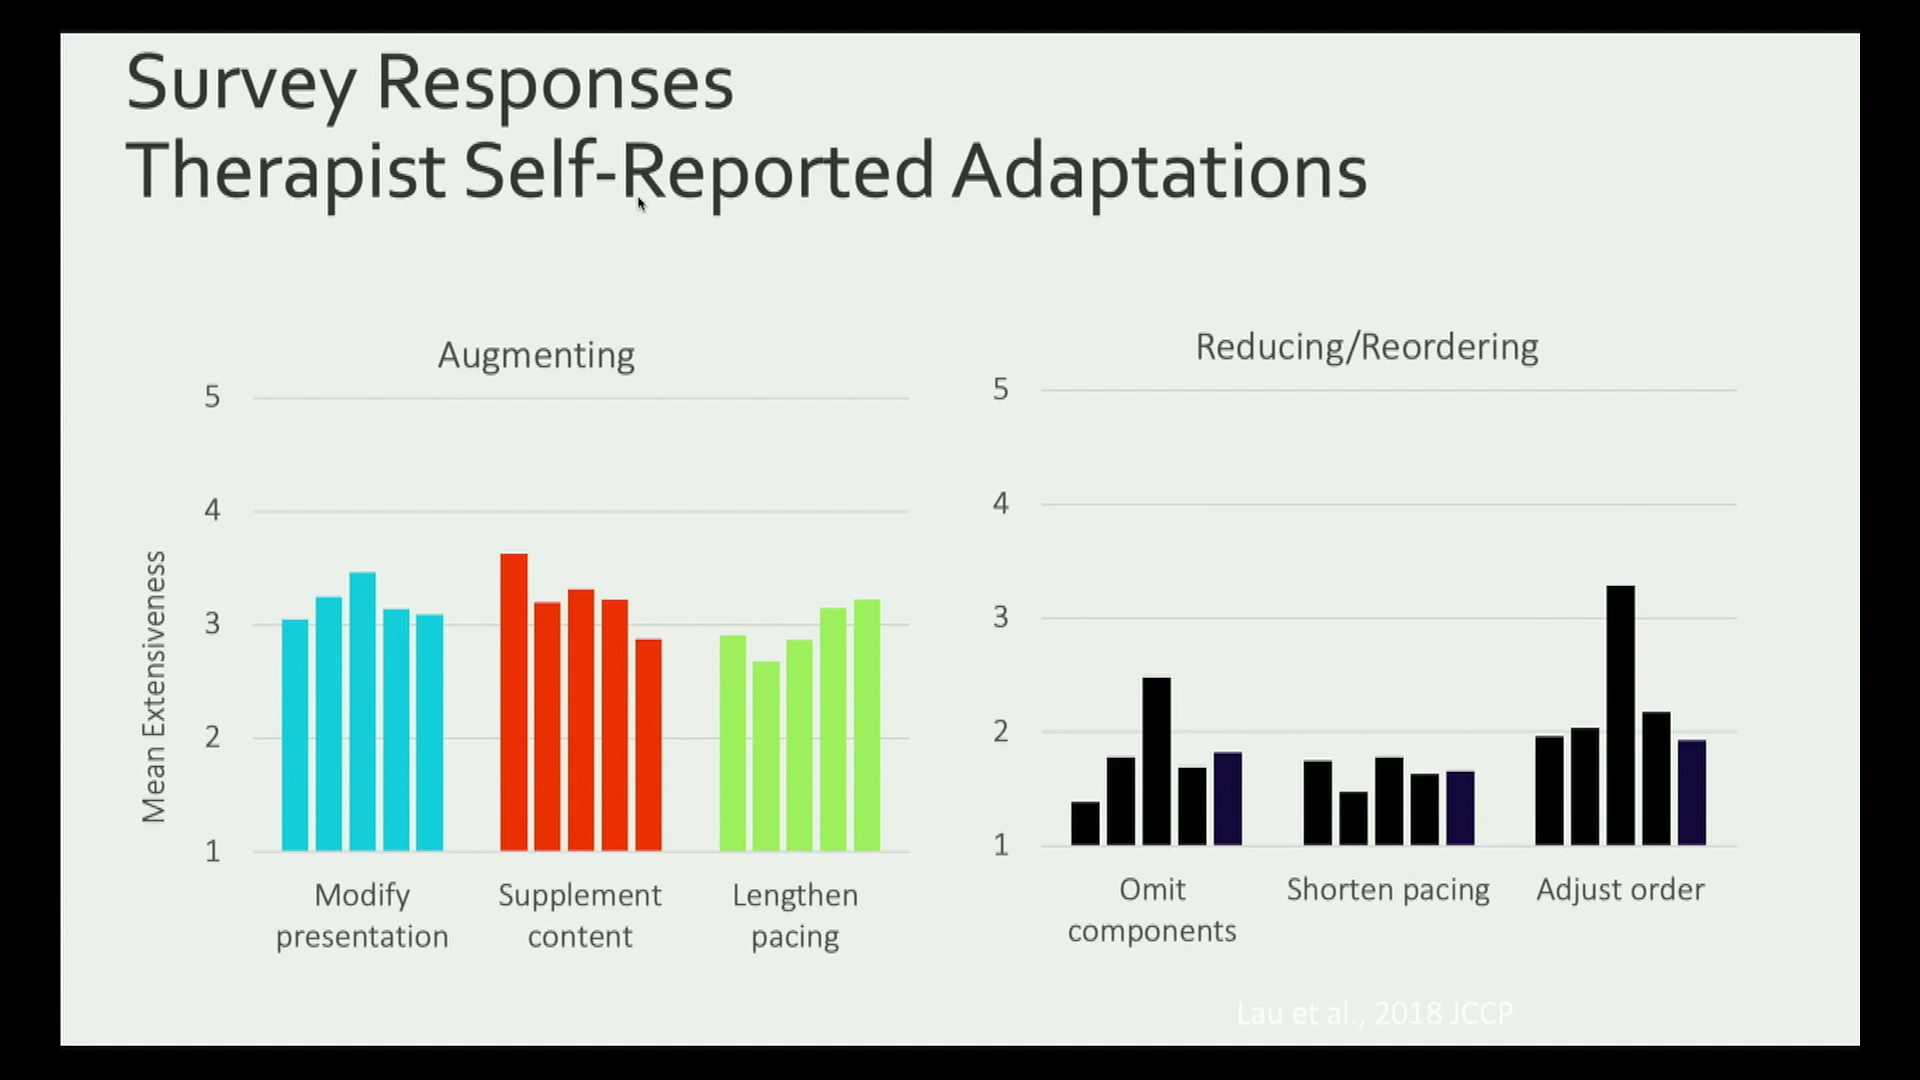 Survey Responses
Therapist Self-Reported Adaptations
Augmenting
5
4
3
2
1
Mean Extensiveness
Modify
presentation
Supplement
content
Lengthen
pacing
Reducing/Reordering
5
4
3
2
1
Omit
components
Shorten pacing
Adjust order
Lau et al., 2018 JCCP